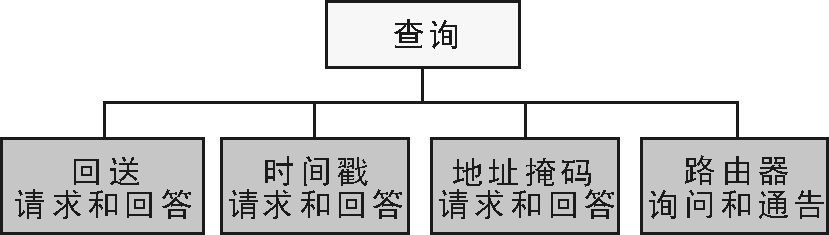 查询
回送
请求和回答
时间戳
请求和回答
地址掩码
请求和回答
路由器
询问和通告